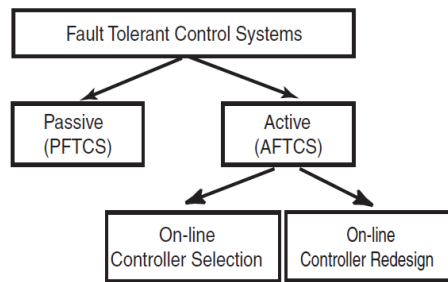 Fault Tolerant Control Systems
Passive
(PFTCS)
Active
(AFTCS)
On-line
Controller Selection
On-line
Controller Redesign